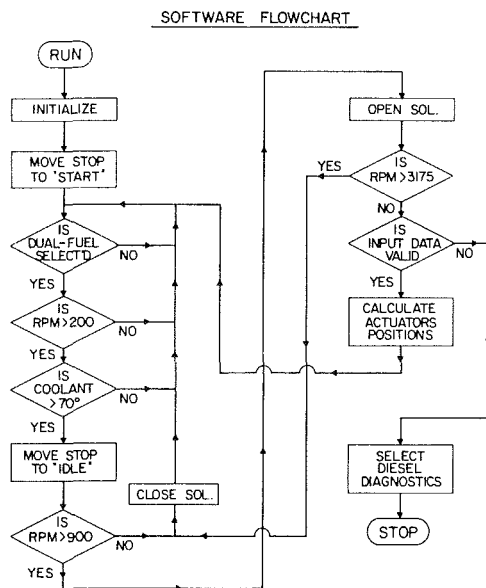 SOFTWARE FLOWCHART
RUN
INITIALIZE
MOVE STOP
TO "START"
IS
DUAL-FUEL
SELECT'D
NO
YES
IS
RPM>200
NO
YES
IS
COOLANT
>70°
NO
YES
MOVE STOP
TO "IDLE"
CLOSE SOL.
IS
RPM>900
NO
YES
OPEN SOL.
YES
IS
RPM>3175
NO
IS
INPUT DATA
VALID
NO
YES
CALCULATE
ACTUATORS
POSITIONS
SELECT
DIESEL
DIAGNOSTICS
STOP